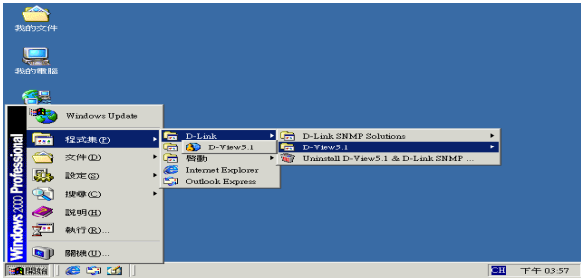 我的文件
我的電腦
Windows 2000 Professional
Windows Update
程式集(P)
文件(D)
設定(S)
搜尋(C)
說明(H)
執行(R)...
關機(U)...
D-Link
D-View5.1
啟動
Internet Explorer
Outlook Express
D-Link SNMP Solutions
D-View5.1
Uninstall D-View5.1 & D-Link SNMP ...
開始
CH
下午 03:57